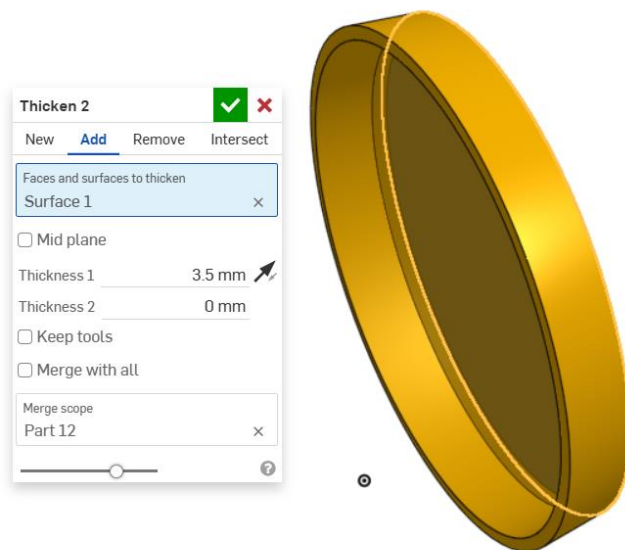 Thicken 2
New Add Remove Intersect
Faces and surfaces to thicken
Surface 1
Mid plane
Thickness 1 3.5 mm
Thickness 2 0 mm
Keep tools
Merge with all
Merge scope
Part 12